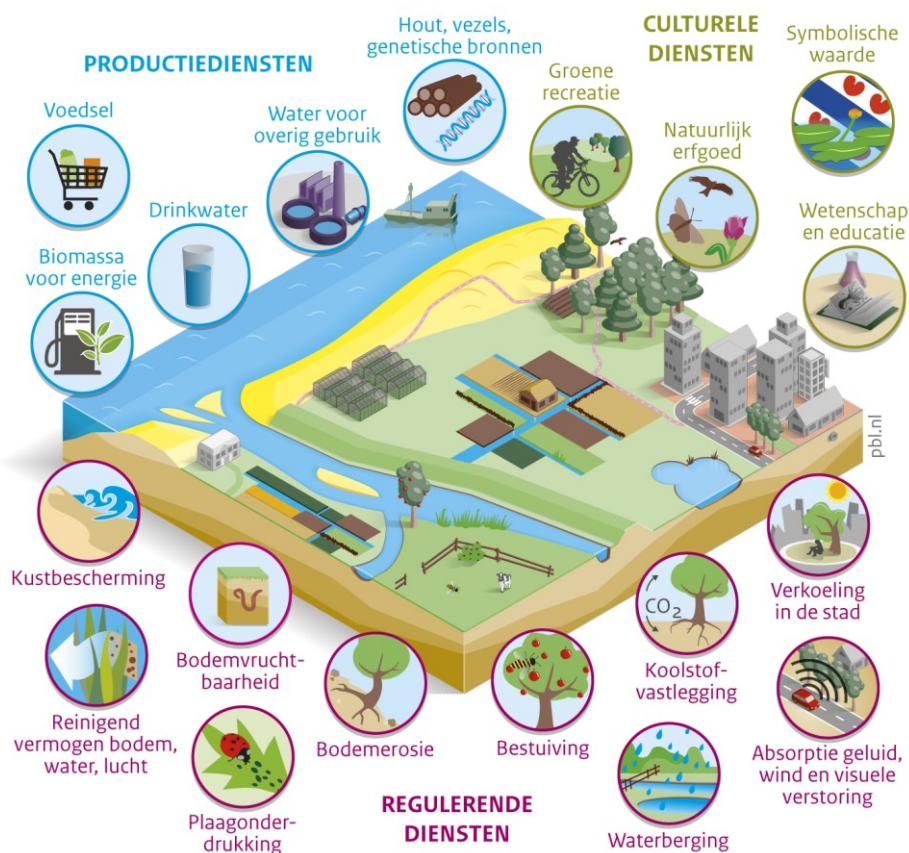 PRODUCTIEDIENSTEN
Voedsel
Biomassa
voor energie
Drinkwater
Water voor
overig gebruik
Hout, vezels,
genetische bronnen
CULTURELE
DIENSTEN
Groene
recreatie
Natuurlijk
erfgoed
Symbolische
waarde
Wetenschap
en educatie
pbl.nl
Kustbescherming
Reinigend
vermogen bodem,
water, lucht
Bodemvrucht-
baarheid
Plaagonder-
drukking
Bodemerosie
REGULERENDE
DIENSTEN
Bestuiving
CO₂
Koolstof-
vastlegging
Waterberging
Verkoeling
in de stad
Absorptie geluid,
wind en visuele
verstoring